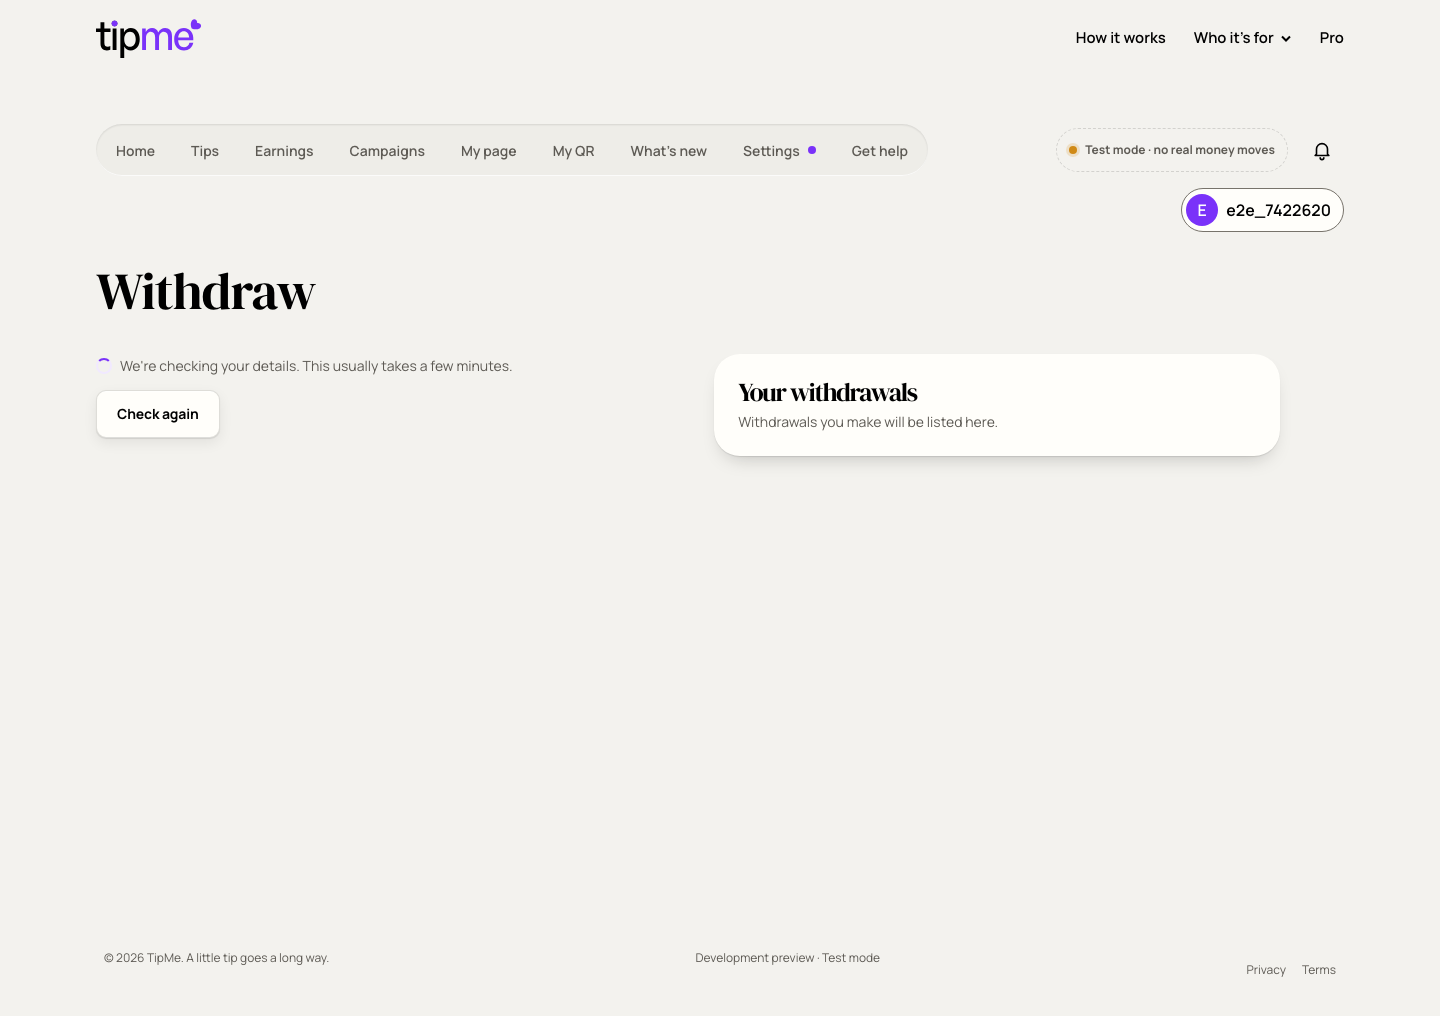 tipme
How it works
Who it's for
Pro
Home
Tips
Earnings
Campaigns
My page
My QR
What's new
Settings
Get help
Test mode · no real money moves
E
e2e_7422620
Withdraw
We're checking your details. This usually takes a few minutes.
Check again
Your withdrawals
Withdrawals you make will be listed here.
© 2026 TipMe. A little tip goes a long way.
Development preview · Test mode
Privacy
Terms